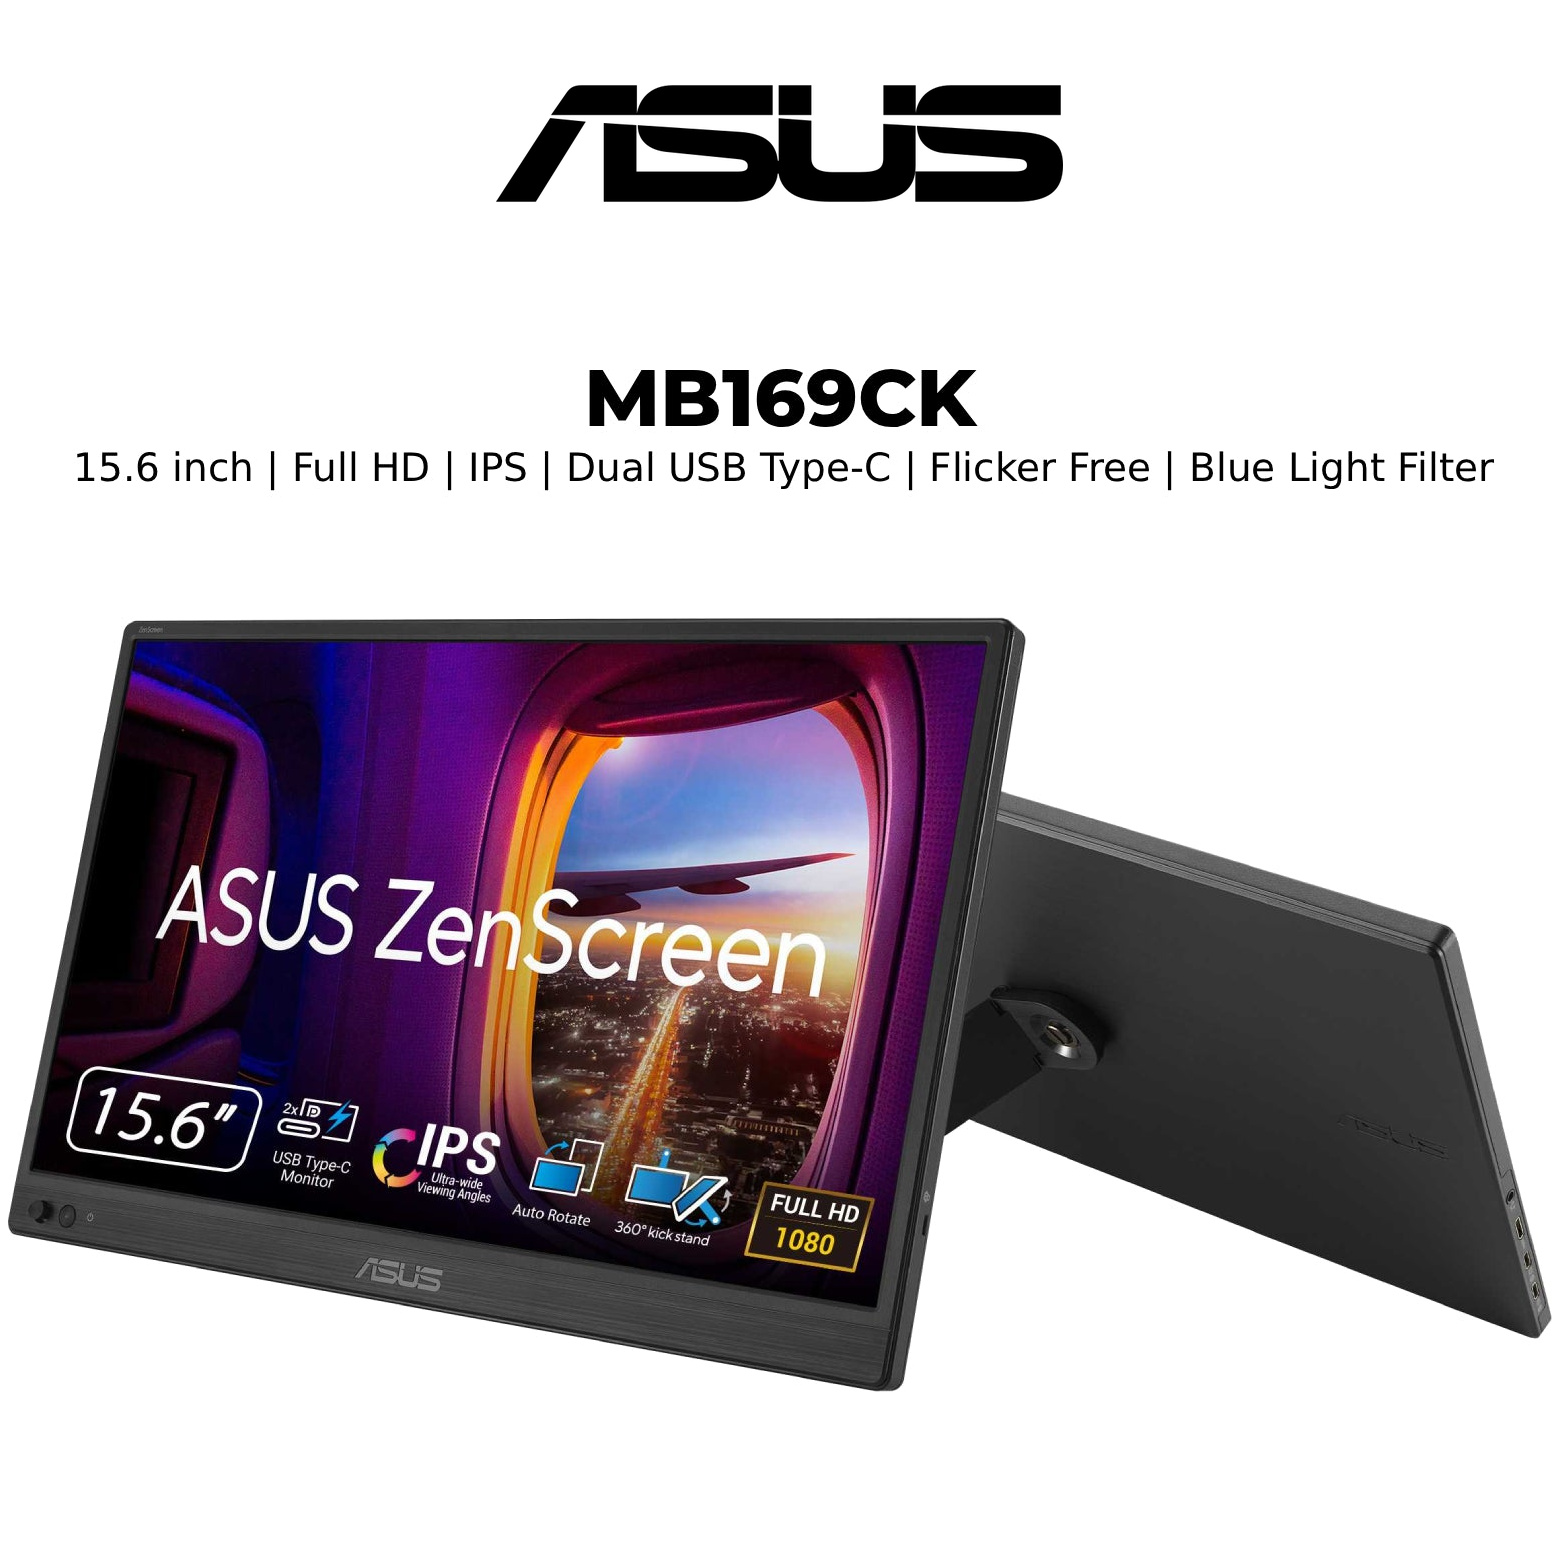 ASUS
MB169CK
15.6 inch | Full HD | IPS | Dual USB Type-C | Flicker Free | Blue Light Filter
ZenScreen
ASUS ZenScreen
15.6"
2x
USB Type-C
Monitor
IPS
Ultra-wide
Viewing Angles
Auto Rotate
360° kick stand
FULL HD
1080
ASUS
ASUS